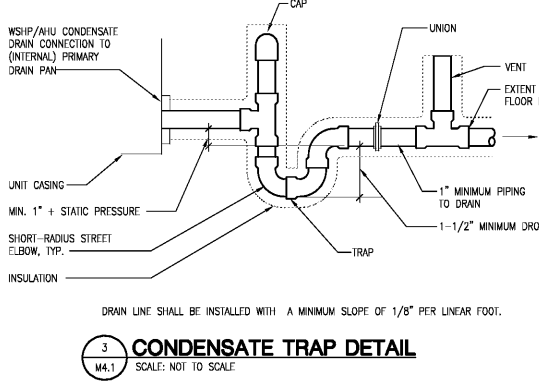 CAP
WSHP/AHU CONDENSATE
DRAIN CONNECTION TO
(INTERNAL) PRIMARY
DRAIN PAN
UNION
VENT
EXTENT
FLOOR
UNIT CASING
MIN. 1" + STATIC PRESSURE
1" MINIMUM PIPING
TO DRAIN
1-1/2" MINIMUM DRO
SHORT-RADIUS STREET
ELBOW, TYP.
TRAP
INSULATION
DRAIN LINE SHALL BE INSTALLED WITH A MINIMUM SLOPE OF 1/8" PER LINEAR FOOT.
3
M4.1
CONDENSATE TRAP DETAIL
SCALE: NOT TO SCALE